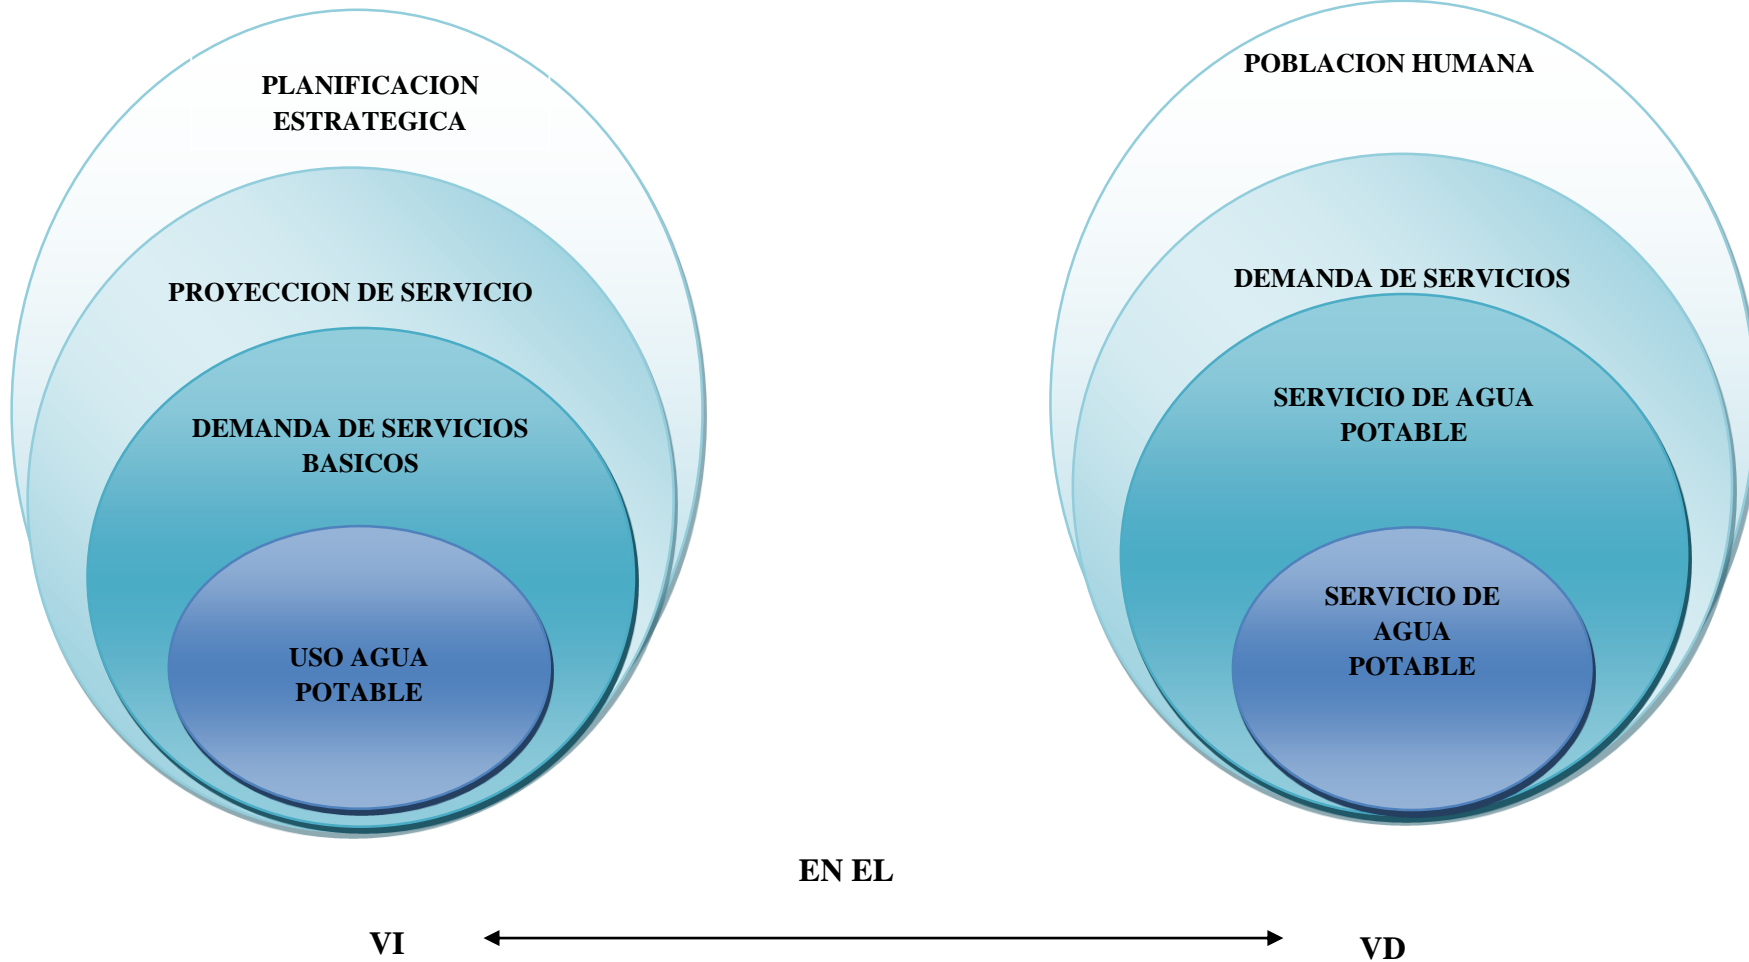 PLANIFICACION
ESTRATEGICA
PROYECCION DE SERVICIO
DEMANDA DE SERVICIOS
BASICOS
USO AGUA
POTABLE
POBLACION HUMANA
DEMANDA DE SERVICIOS
SERVICIO DE AGUA
POTABLE
SERVICIO DE
AGUA
POTABLE
EN EL
VI
VD